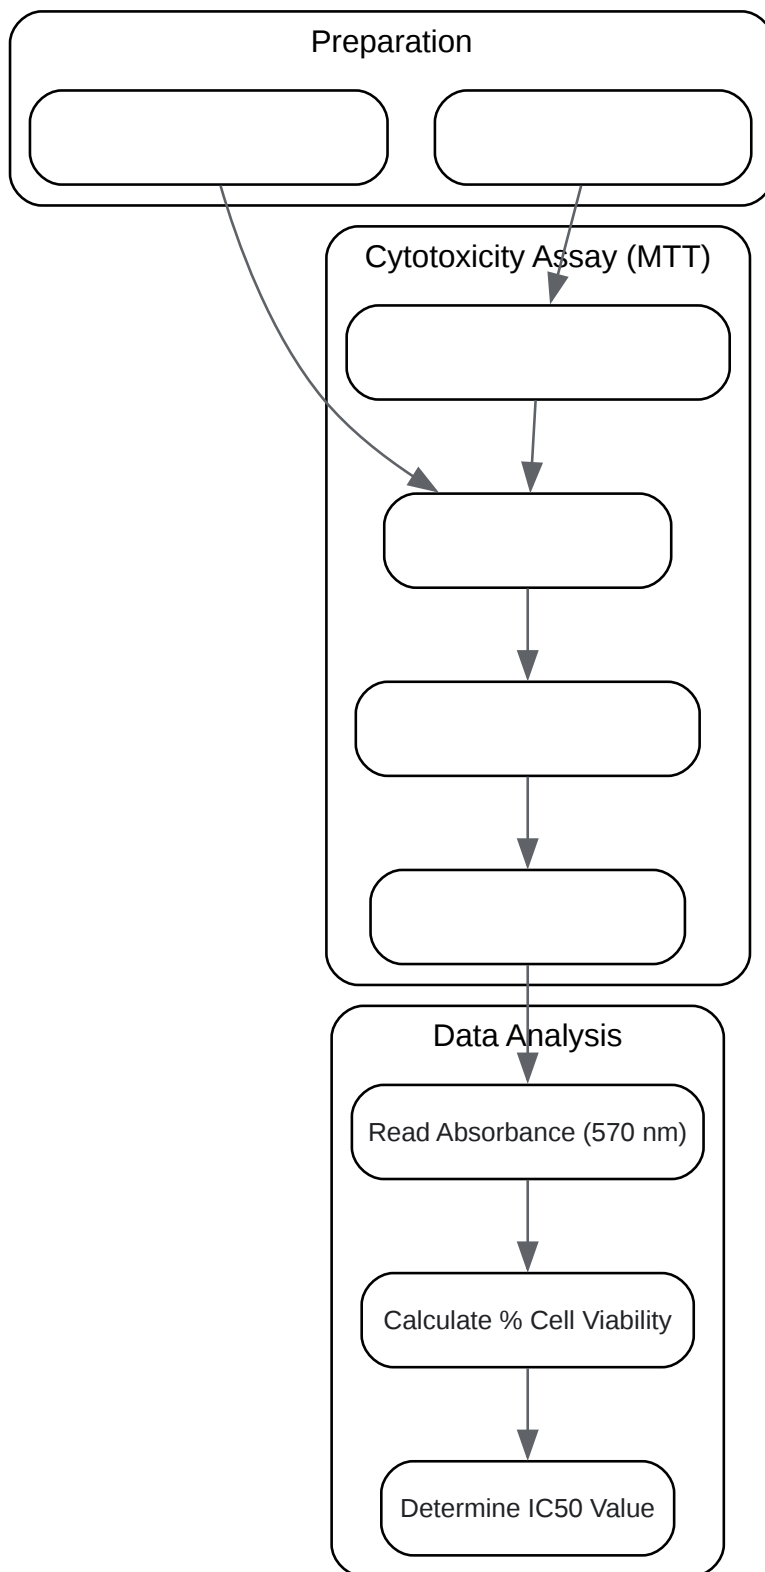 Preparation
Cytotoxicity Assay (MTT)
Data Analysis
Read Absorbance (570 nm)
Calculate % Cell Viability
Determine IC50 Value